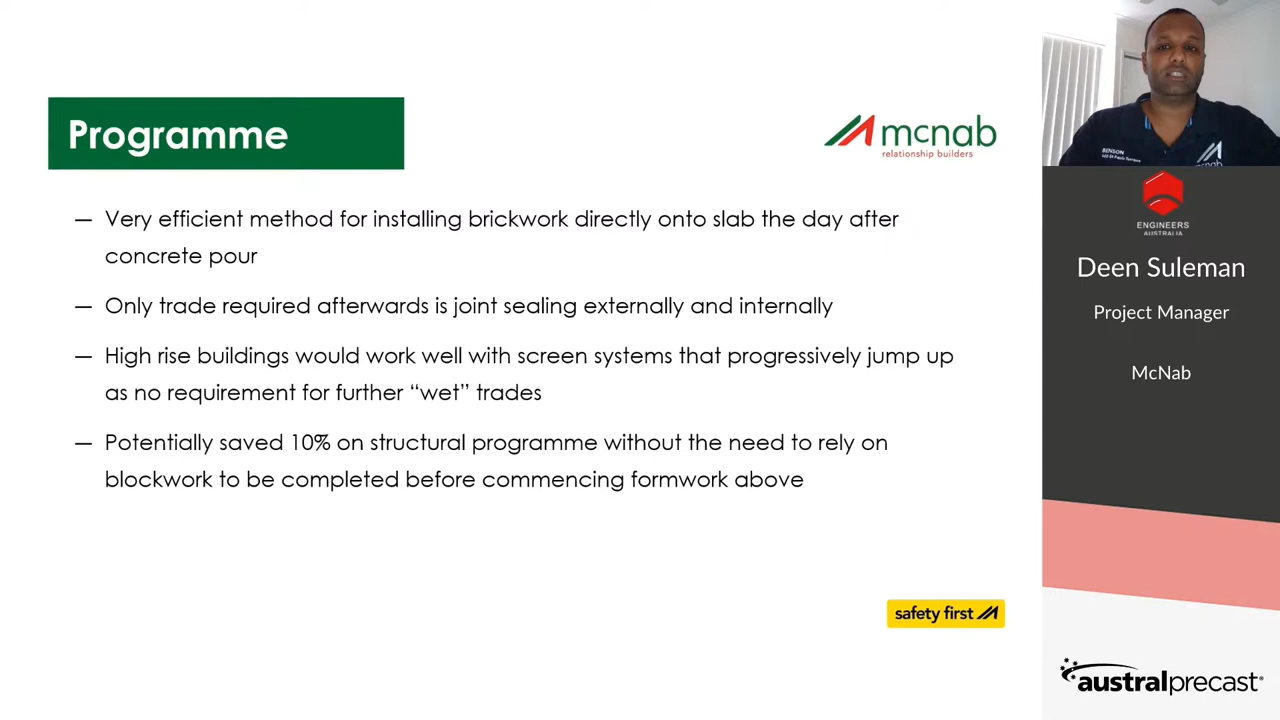 Programme
mcnab
relationship builders
— Very efficient method for installing brickwork directly onto slab the day after
concrete pour
— Only trade required afterwards is joint sealing externally and internally
— High rise buildings would work well with screen systems that progressively jump up
as no requirement for further “wet” trades
— Potentially saved 10% on structural programme without the need to rely on
blockwork to be completed before commencing formwork above
safety first
BENSON
mcnab
ENGINEERS
AUSTRALIA
Deen Suleman
Project Manager
McNab
australprecast®